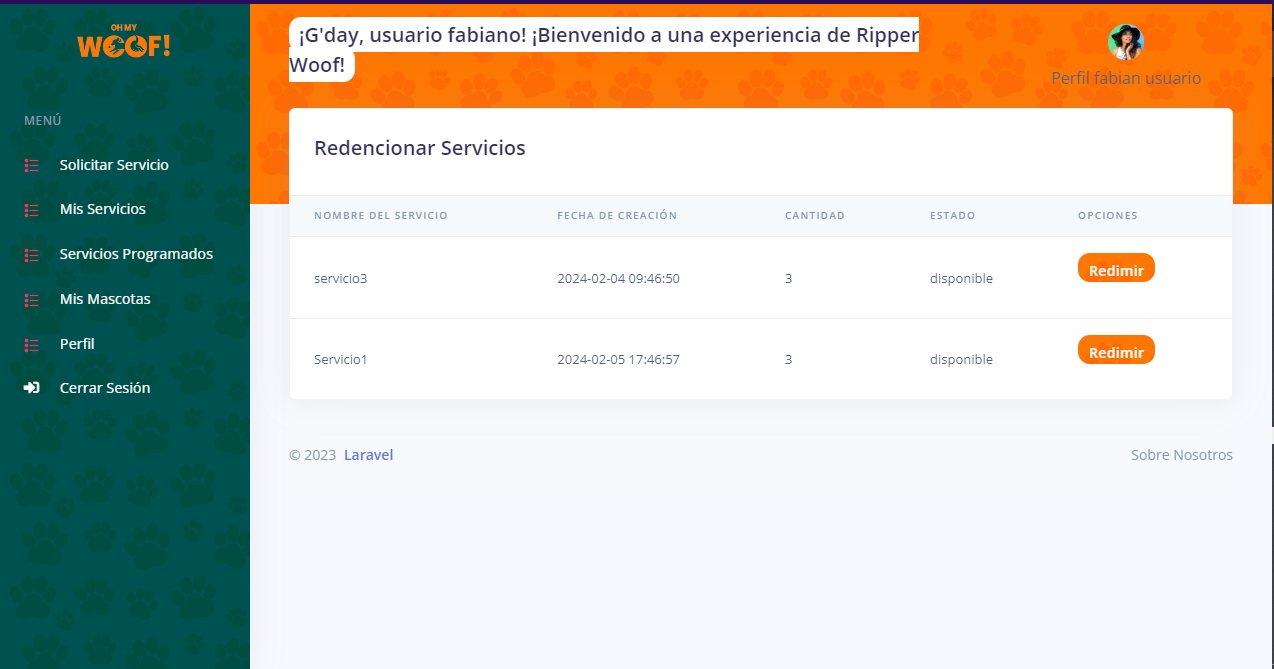 OH MY
WOOF!
MENÚ
Solicitar Servicio
Mis Servicios
Servicios Programados
Mis Mascotas
Perfil
Cerrar Sesión
¡G'day, usuario fabiano! ¡Bienvenido a una experiencia de Ripper
Woof!
Perfil fabian usuario
Redencionar Servicios
NOMBRE DEL SERVICIO FECHA DE CREACIÓN CANTIDAD ESTADO OPCIONES
servicio3 2024-02-04 09:46:50 3 disponible Redimir
Servicio1 2024-02-05 17:46:57 3 disponible Redimir
© 2023 Laravel Sobre Nosotros